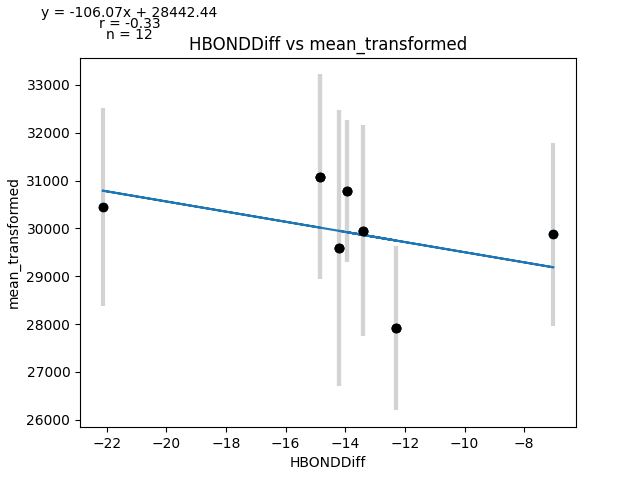 y = -106.07x + 28442.44
r = -0.33
n = 12
HBONDDiff vs mean_transformed
33000
32000
31000
30000
29000
28000
27000
26000
mean_transformed
−22
−20
−18
−16
−14
−12
−10
−8
HBONDDiff